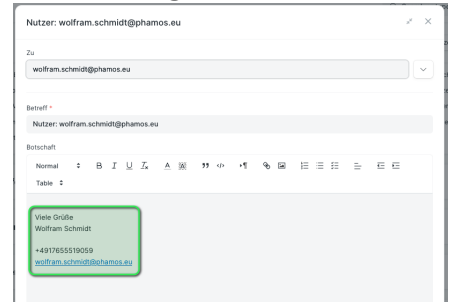 Nutzer: wolfram.schmidt@phamos.eu
Zu
wolfram.schmidt@phamos.eu
Betreff *
Nutzer: wolfram.schmidt@phamos.eu
Botschaft
Normal
Table
Viele Grüße
Wolfram Schmidt
+4917655519059
wolfram.schmidt@phamos.eu